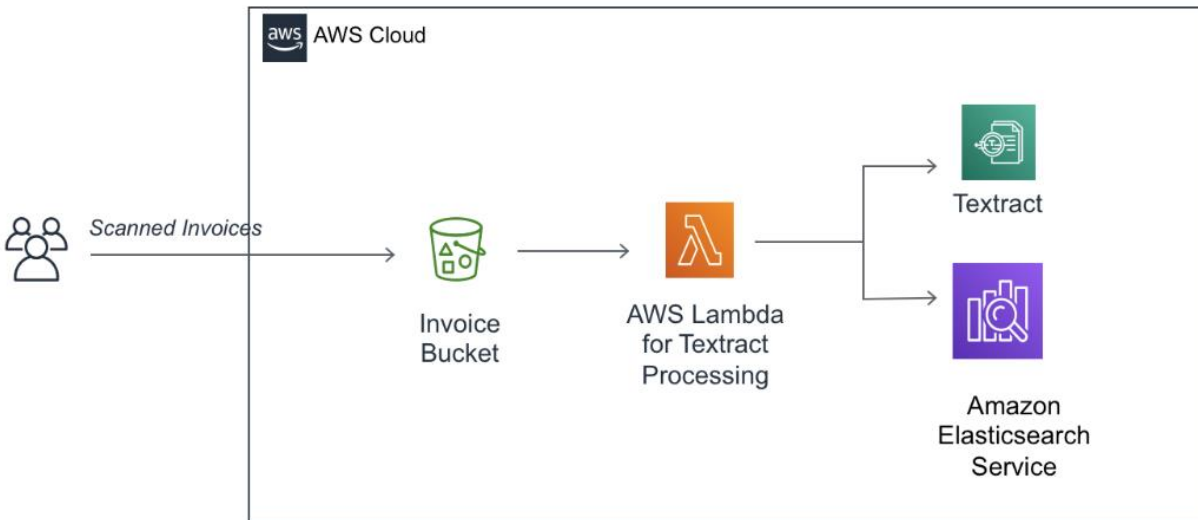 aws AWS Cloud
Scanned Invoices
Invoice
Bucket
AWS Lambda
for Textract
Processing
Textract
Amazon
Elasticsearch
Service